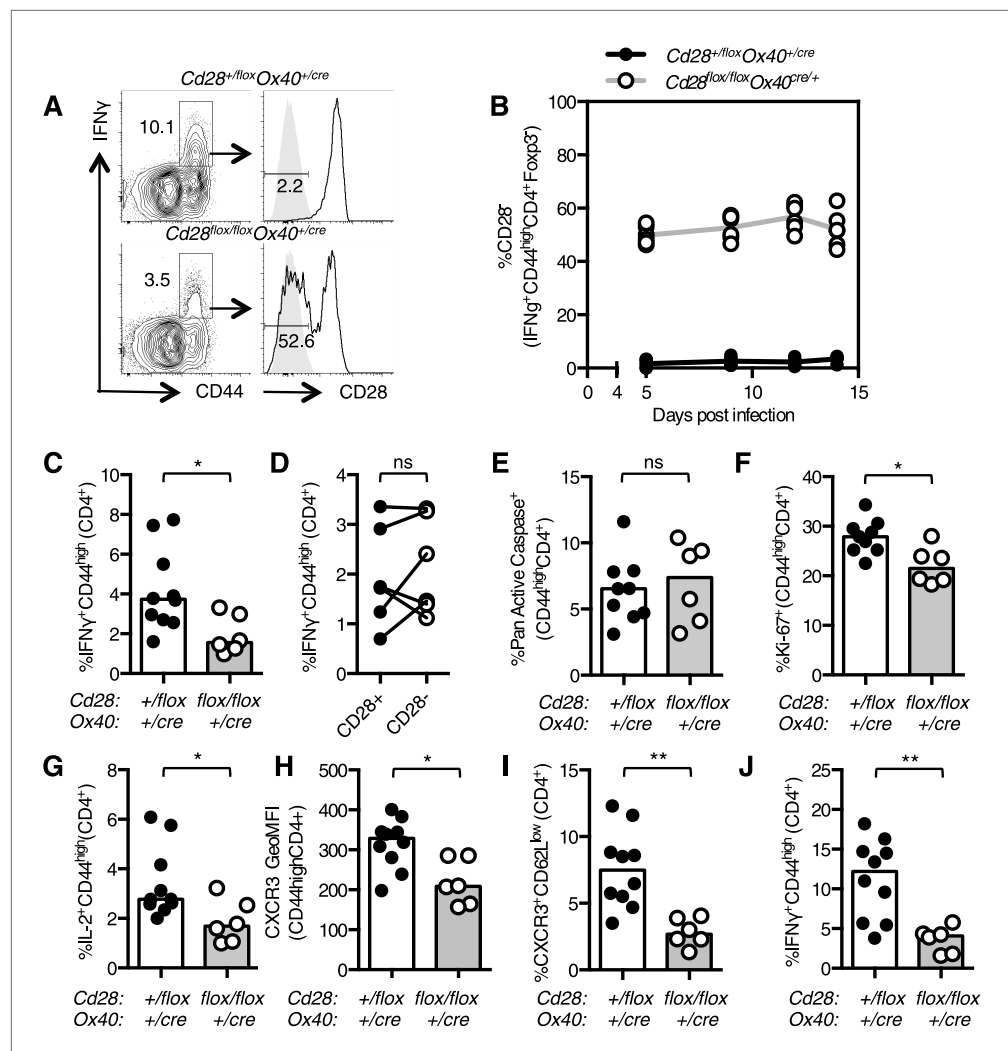 Cd28+/floxOx40+/cre
Cd28flox/floxOx40cre/+
A
Cd28+/floxOx40+/cre
IFNγ
10.1
2.2
Cd28flox/floxOx40+/cre
3.5
52.6
CD44
CD28
B
%CD28-
(IFNg+CD44highCD4+Foxp3-)
100
80
60
40
20
0
0 4 5 10 15
Days post infection
C
%IFNγ+CD44high (CD4+)
10
8
6
4
2
0
*
Cd28: +/flox flox/flox
Ox40: +/cre +/cre
D
%IFNγ+CD44high (CD4+)
4
3
2
1
0
ns
CD28+ CD28-
E
%Pan Active Caspase+
(CD44highCD4+)
15
10
5
0
ns
Cd28: +/flox flox/flox
Ox40: +/cre +/cre
F
%Ki-67+ (CD44highCD4+)
40
30
20
10
0
*
Cd28: +/flox flox/flox
Ox40: +/cre +/cre
G
%IL-2+CD44high(CD4+)
8
6
4
2
0
*
Cd28: +/flox flox/flox
Ox40: +/cre +/cre
H
CXCR3 GeoMFI
(CD44highCD4+)
500
400
300
200
100
0
*
Cd28: +/flox flox/flox
Ox40: +/cre +/cre
I
%CXCR3+CD62Llow (CD4+)
15
10
5
0
**
Cd28: +/flox flox/flox
Ox40: +/cre +/cre
J
%IFNγ+CD44high (CD4+)
25
20
15
10
5
0
**
Cd28: +/flox flox/flox
Ox40: +/cre +/cre